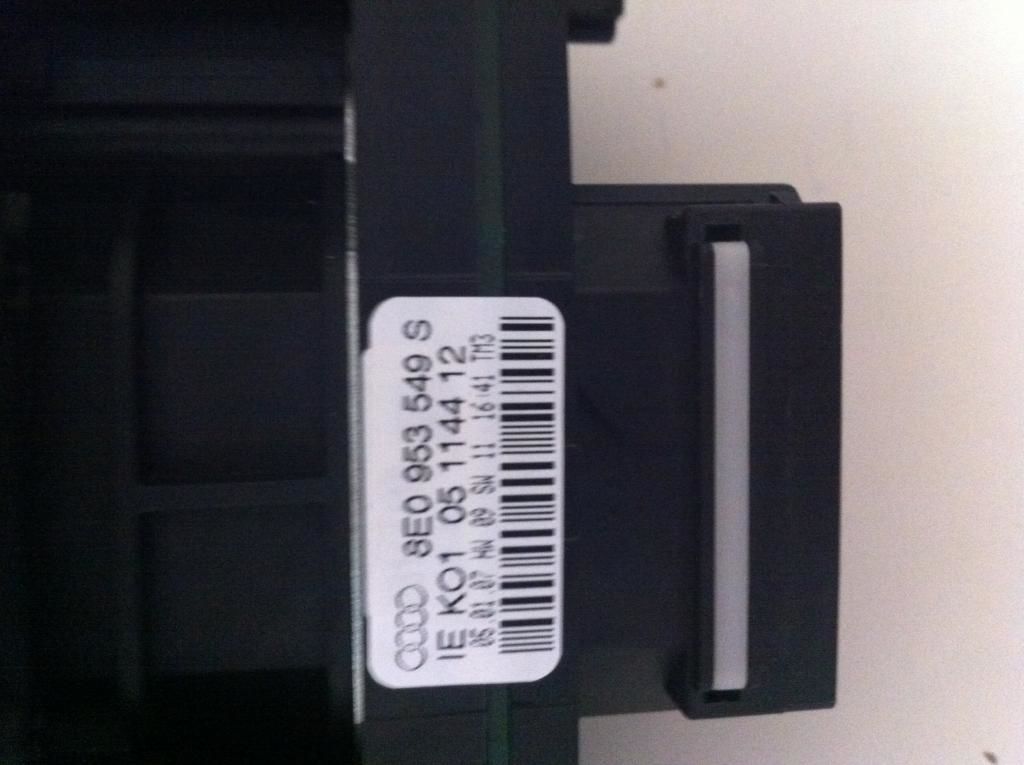 8E0 953 549 S
IE KO1 05 1144 12
05.01.07 HW 09 SW 11 16:41 TM3